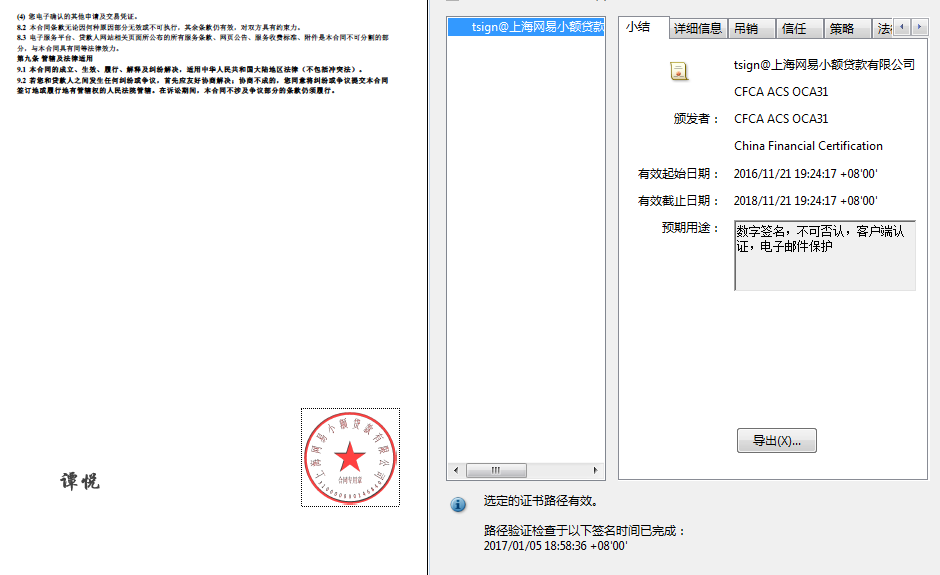 (4) 您电子确认的其他申请及交易凭证。
8.2 本合同条款无论因何种原因部分无效或不可执行，其余条款仍有效，对双方具有约束力。
8.3 电子服务平台、贷款人网站相关页面所公布的所有服务条款、网页公告、服务收费标准、附件是本合同不可分割的部
分，与本合同具有同等法律效力。
第九条 管辖及法律适用
9.1 本合同的成立、生效、履行、解释及纠纷解决，适用中华人民共和国大陆地区法律（不包括冲突法）。
9.2 若您和贷款人之间发生任何纠纷或争议，首先应友好协商解决；协商不成的，您同意将纠纷或争议提交本合同
签订地或履行地有管辖权的人民法院管辖。在诉讼期间，本合同不涉及争议部分的条款仍须履行。
谭悦
上海网易小额贷款有限公司
合同专用章
tsign@上海网易小额贷款
小结 详细信息 吊销 信任 策略
tsign@上海网易小额贷款有限公司
CFCA ACS OCA31
颁发者： CFCA ACS OCA31
China Financial Certification
有效起始日期： 2016/11/21 19:24:17 +08'00'
有效截止日期： 2018/11/21 19:24:17 +08'00'
预期用途： 数字签名，不可否认，客户端认
证，电子邮件保护
导出(X)...
选定的证书路径有效。
路径验证检查于以下签名时间已完成：
2017/01/05 18:58:36 +08'00'